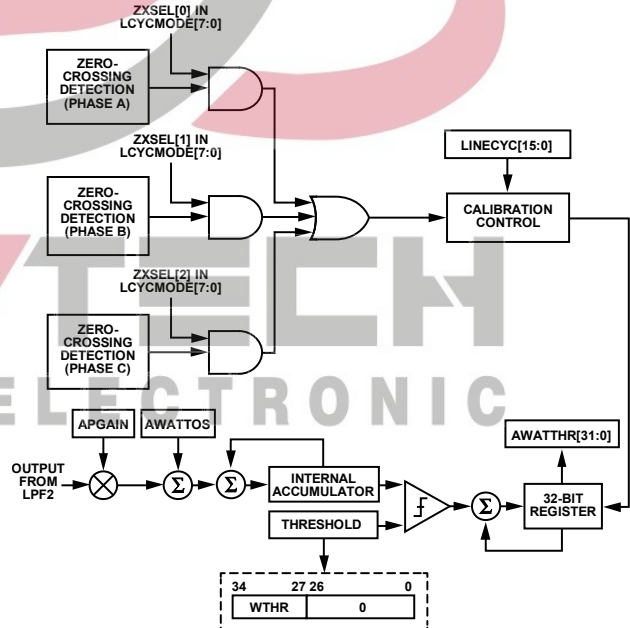 ZXSEL[0] IN
LCYCMODE[7:0]
ZERO-
CROSSING
DETECTION
(PHASE A)
ZXSEL[1] IN
LCYCMODE[7:0]
LINECYC[15:0]
ZERO-
CROSSING
DETECTION
(PHASE B)
CALIBRATION
CONTROL
ZXSEL[2] IN
LCYCMODE[7:0]
ZERO-
CROSSING
DETECTION
(PHASE C)
TECH
ELECTRONIC
APGAIN
AWATTOS
AWATTHR[31:0]
OUTPUT
FROM
LPF2
Σ
Σ
INTERNAL
ACCUMULATOR
Σ
32-BIT
REGISTER
THRESHOLD
34 27 26 0
WTHR 0